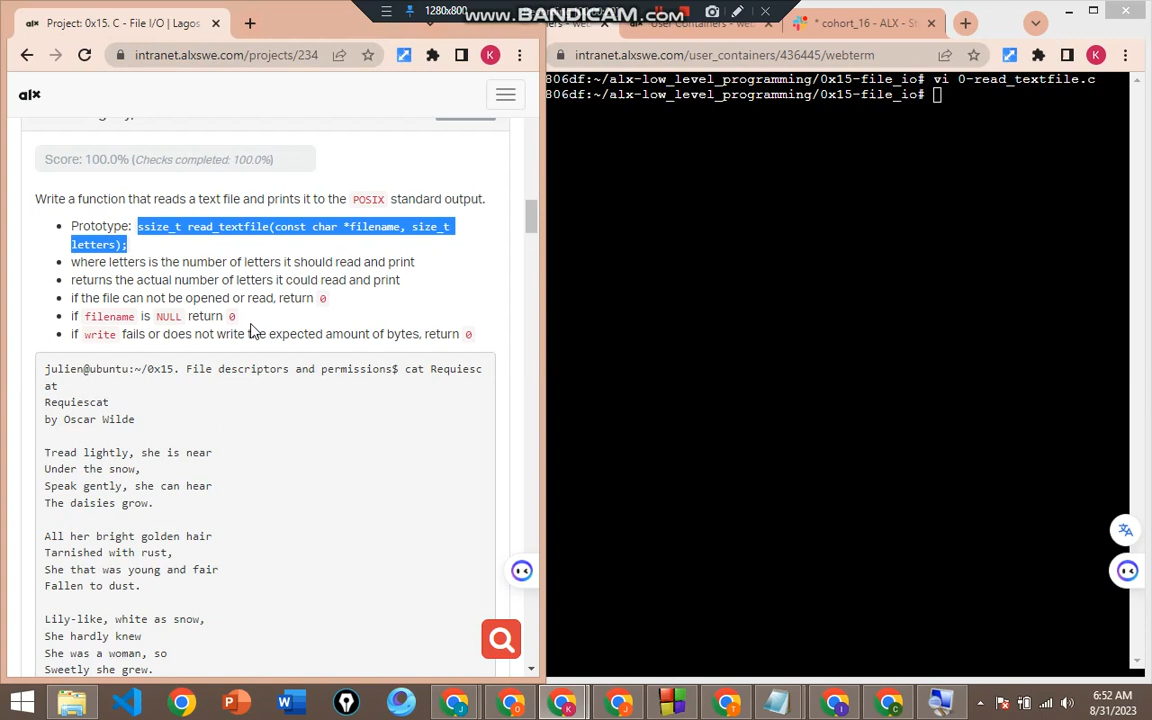 Project: 0x15. C - File I/O | Lagos
1280x800
www.BANDICAM.com
* cohort_16 - ALX - S
intranet.alxswe.com/projects/234
K
intranet.alxswe.com/user_containers/436445/webterm
K
alx
806df:~/alx-low_level_programming/0x15-file_io# vi 0-read_textfile.c
806df:~/alx-low_level_programming/0x15-file_io#
Score: 100.0% (Checks completed: 100.0%)
Write a function that reads a text file and prints it to the POSIX standard output.
Prototype: ssize_t read_textfile(const char *filename, size_t
letters);
where letters is the number of letters it should read and print
returns the actual number of letters it could read and print
if the file can not be opened or read, return 0
if filename is NULL return 0
if write fails or does not write the expected amount of bytes, return 0
julien@ubuntu:~/0x15. File descriptors and permissions$ cat Requiesc
at
Requiescat
by Oscar Wilde
Tread lightly, she is near
Under the snow,
Speak gently, she can hear
The daisies grow.
All her bright golden hair
Tarnished with rust,
She that was young and fair
Fallen to dust.
Lily-like, white as snow,
She hardly knew
She was a woman, so
Sweetly she grew.
6:52 AM
8/31/2023